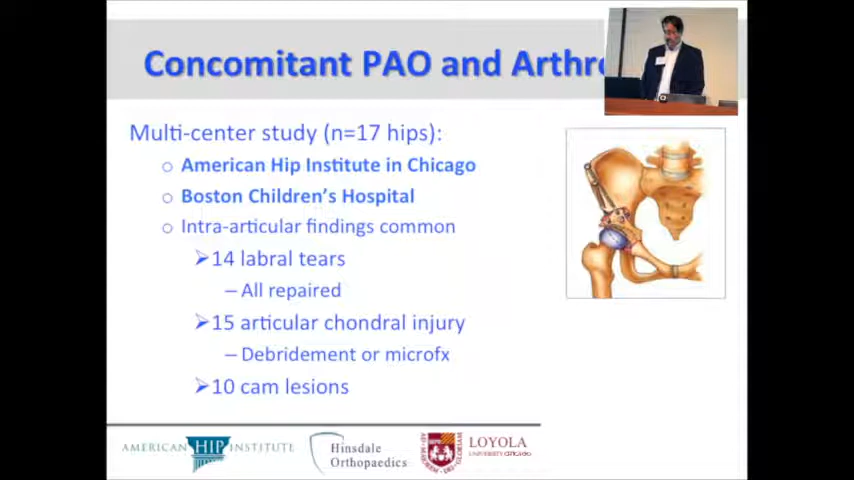 Concomitant PAO and Arthro
Multi-center study (n=17 hips):
○ American Hip Institute in Chicago
○ Boston Children's Hospital
○ Intra-articular findings common
➢14 labral tears
– All repaired
➢15 articular chondral injury
– Debridement or microfx
➢10 cam lesions
AMERICAN HIP INSTITUTE
Hinsdale
Orthopaedics
LOYOLA
UNIVERSITY CHICAGO